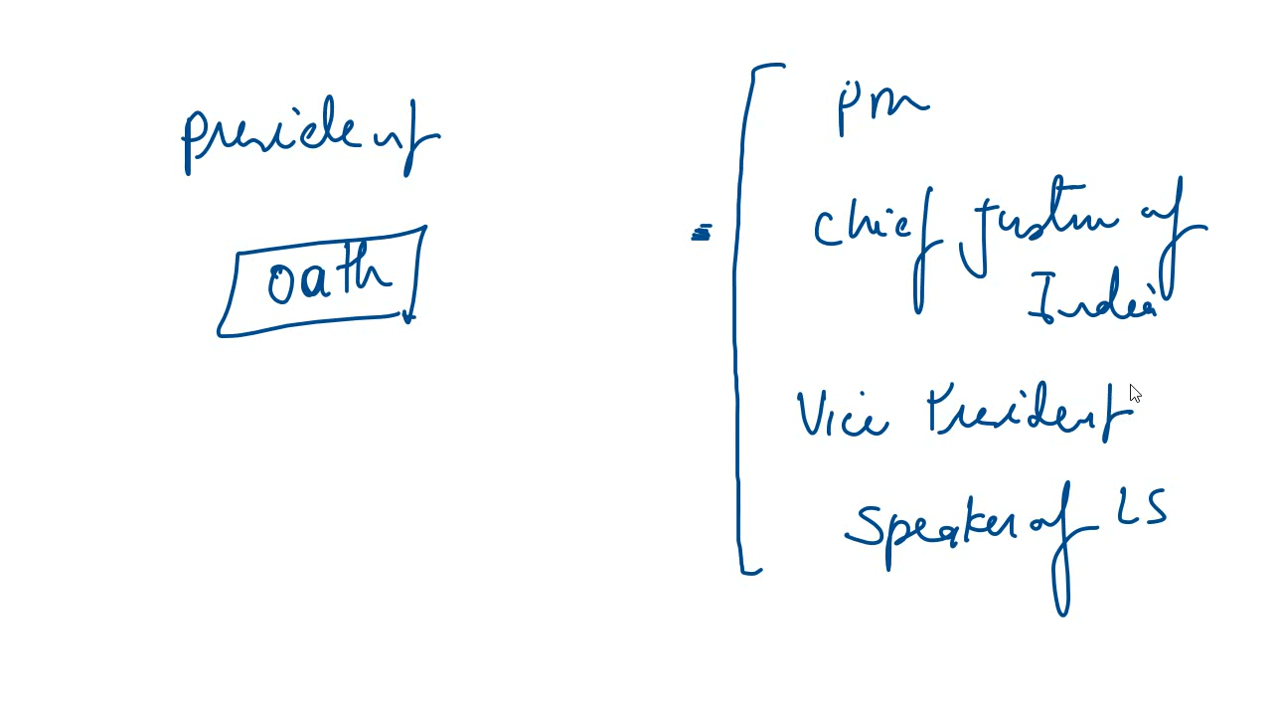 president
oath
=
pm
chief justice of
India
Vice President
Speaker of LS